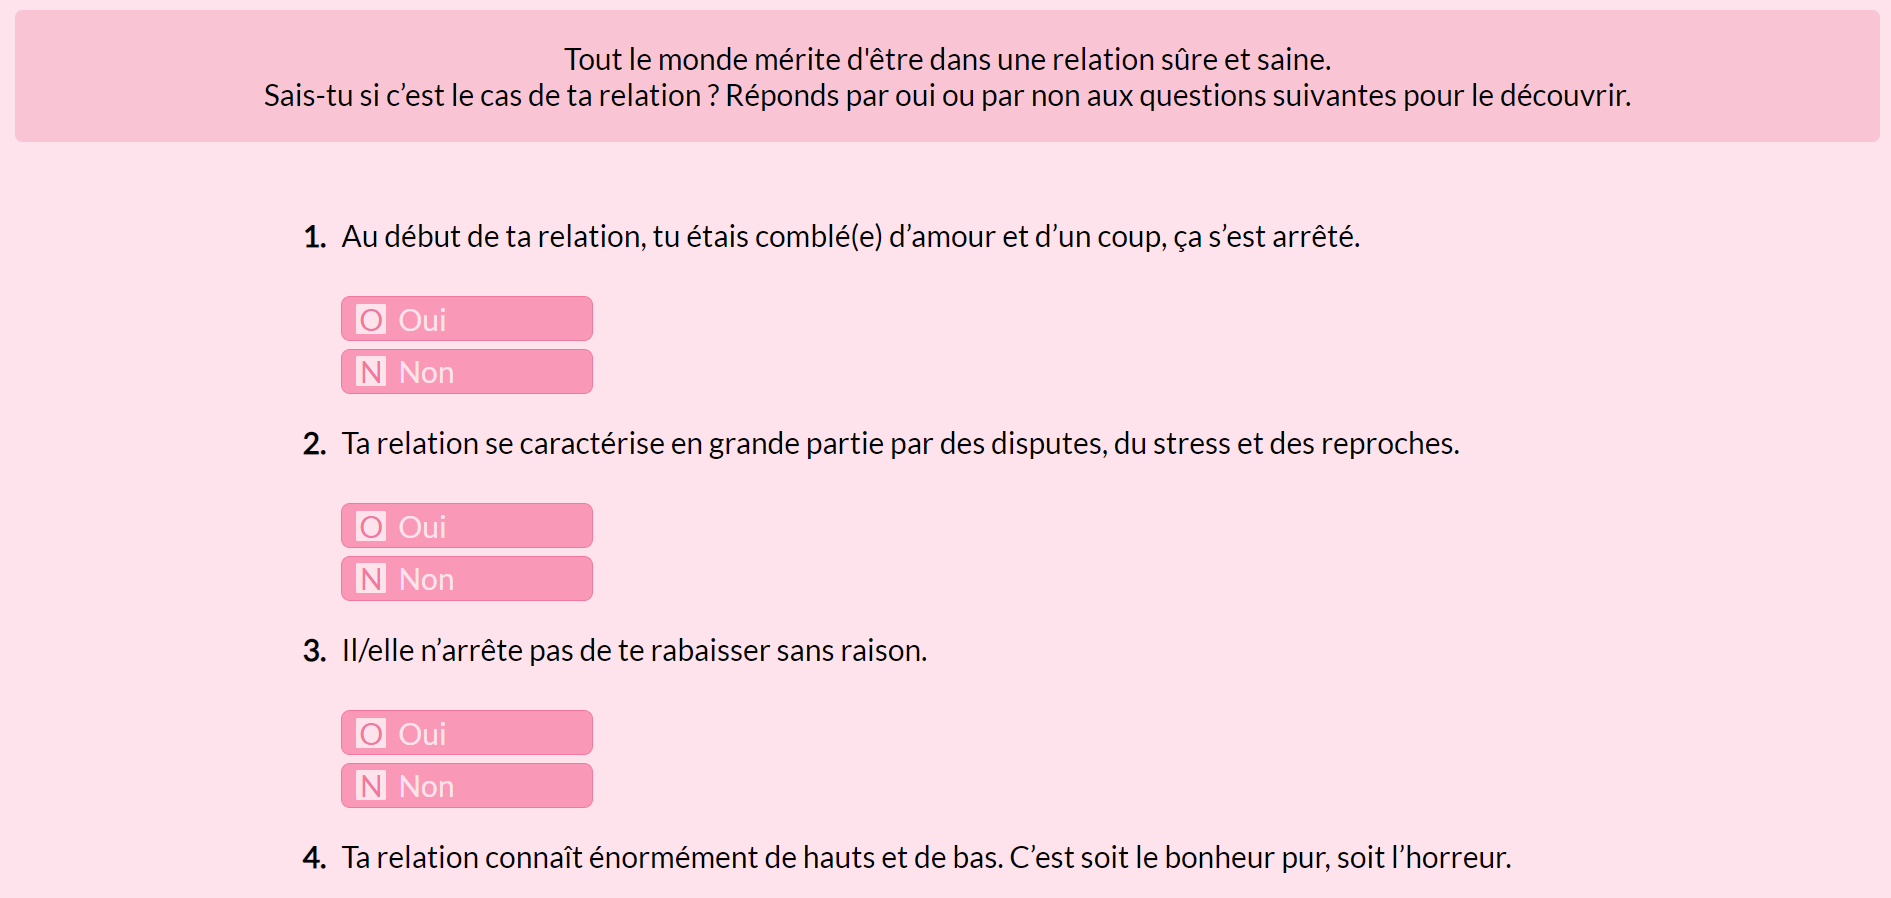 Tout le monde mérite d'être dans une relation sûre et saine.
Sais-tu si c’est le cas de ta relation ? Réponds par oui ou par non aux questions suivantes pour le découvrir.
1. Au début de ta relation, tu étais comblé(e) d’amour et d’un coup, ça s’est arrêté.
O Oui
N Non
2. Ta relation se caractérise en grande partie par des disputes, du stress et des reproches.
O Oui
N Non
3. Il/elle n’arrête pas de te rabaisser sans raison.
O Oui
N Non
4. Ta relation connaît énormément de hauts et de bas. C’est soit le bonheur pur, soit l’horreur.